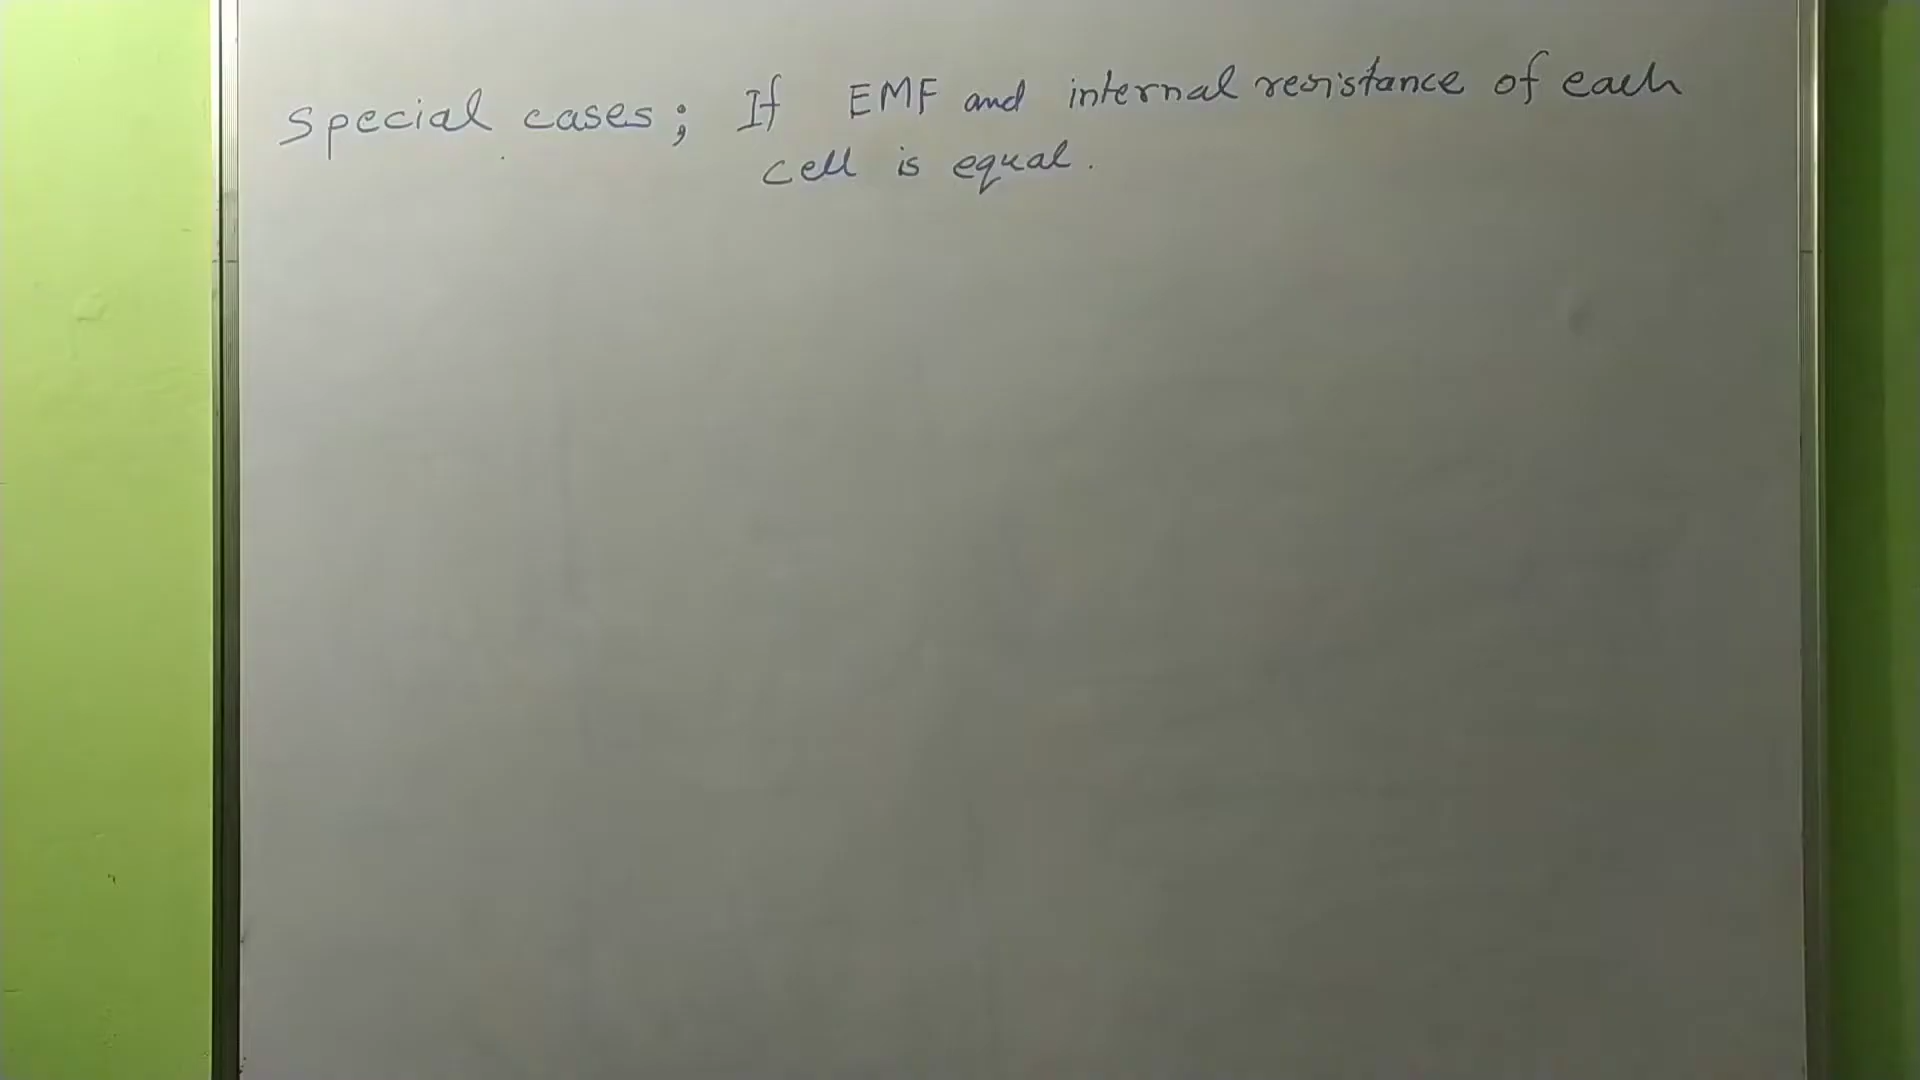 Special cases; If EMF and internal resistance of each
cell is equal.